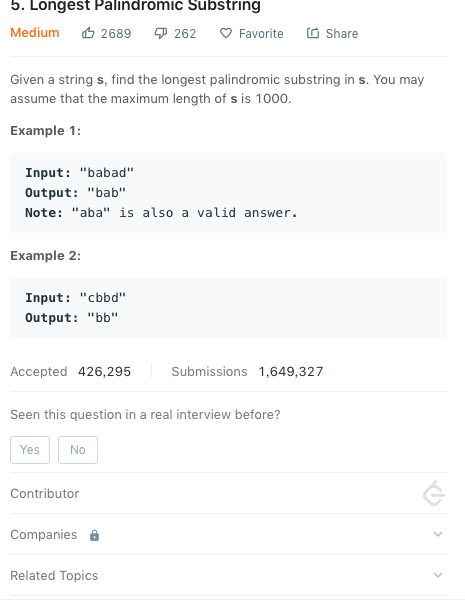 5. Longest Palindromic Substring
Medium 2689 262 Favorite Share
Given a string s, find the longest palindromic substring in s. You may
assume that the maximum length of s is 1000.
Example 1:
Input: "babad"
Output: "bab"
Note: "aba" is also a valid answer.
Example 2:
Input: "cbbd"
Output: "bb"
Accepted 426,295 Submissions 1,649,327
Seen this question in a real interview before?
Yes No
Contributor
Companies
Related Topics